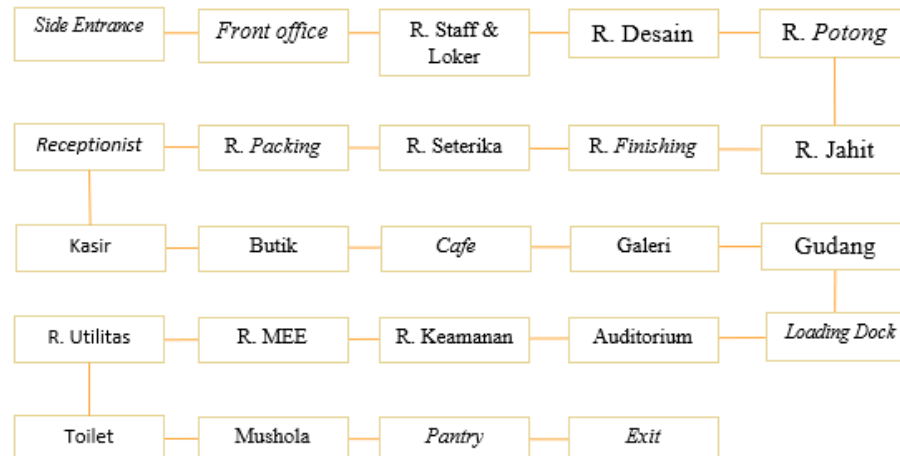 Side Entrance
Front office
R. Staff &
Loker
R. Desain
R. Potong
Receptionist
R. Packing
R. Seterika
R. Finishing
R. Jahit
Kasir
Butik
Cafe
Galeri
Gudang
R. Utilitas
R. MEE
R. Keamanan
Auditorium
Loading Dock
Toilet
Mushola
Pantry
Exit